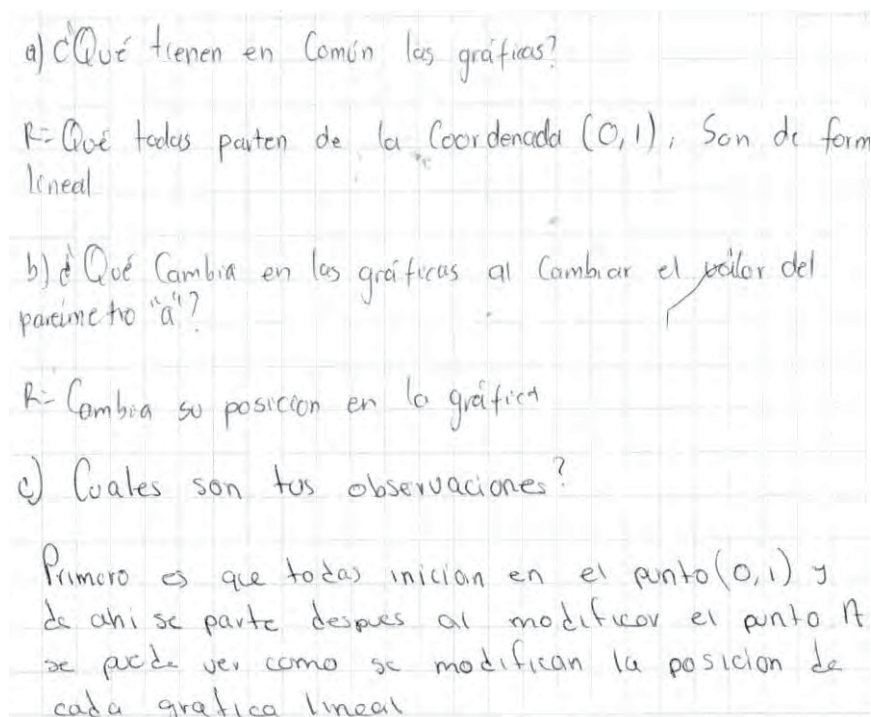 a) ¿Qué tienen en Común las gráficas?
R= Qué todas parten de la Coordenada (0,1), Son de form
lineal
b) ¿Qué Cambia en las gráficas al Cambiar el valor del
parámetro "a"?
R= Cambia su posicion en la gráfica
c) Cuales son tus observaciones?
Primero es que todas inician en el punto (0,1) y
de ahi se parte despues al modificar el punto A
se puede ver como se modifican la posicion de
cada grafica lineal